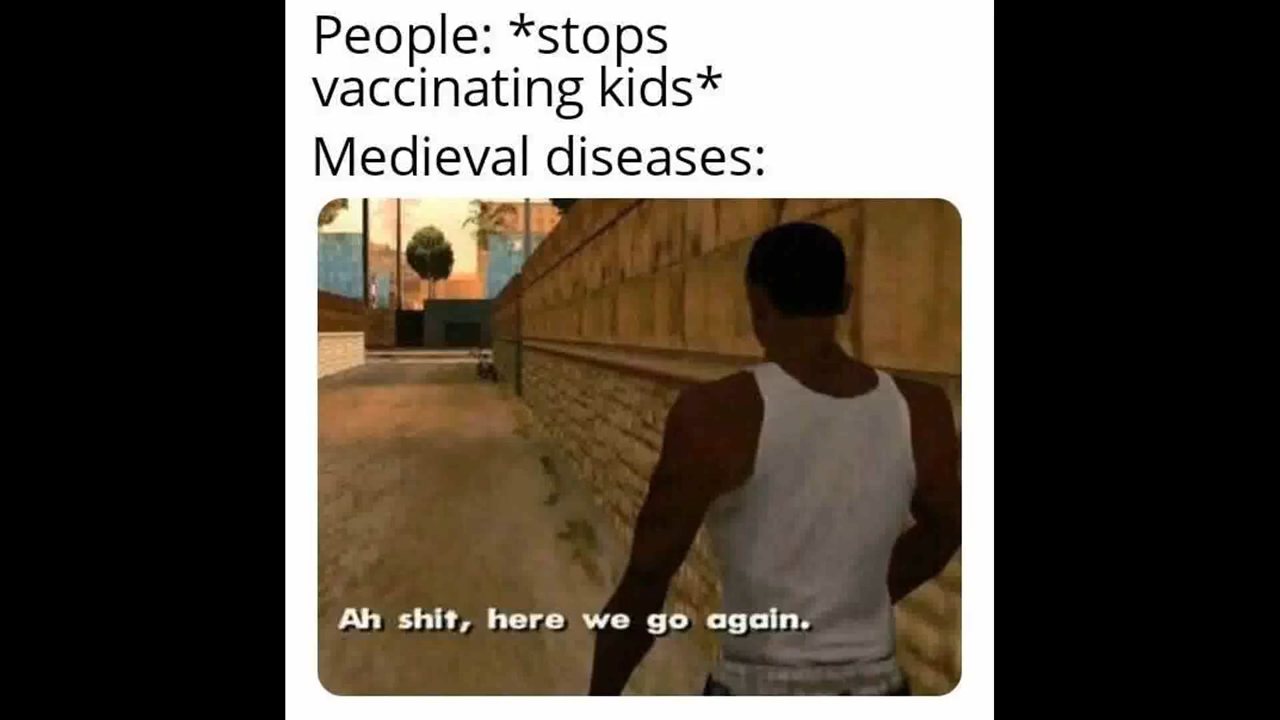 People: *stops
vaccinating kids*
Medieval diseases:
Ah shit, here we go again.